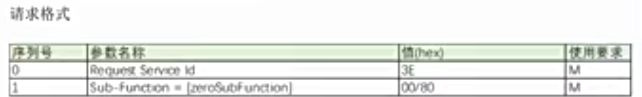 请求格式
序列号 参数名称 值(hex) 使用要求
0 Request Service Id 3E M
1 Sub-Function = [zeroSubFunction] 00/80 M